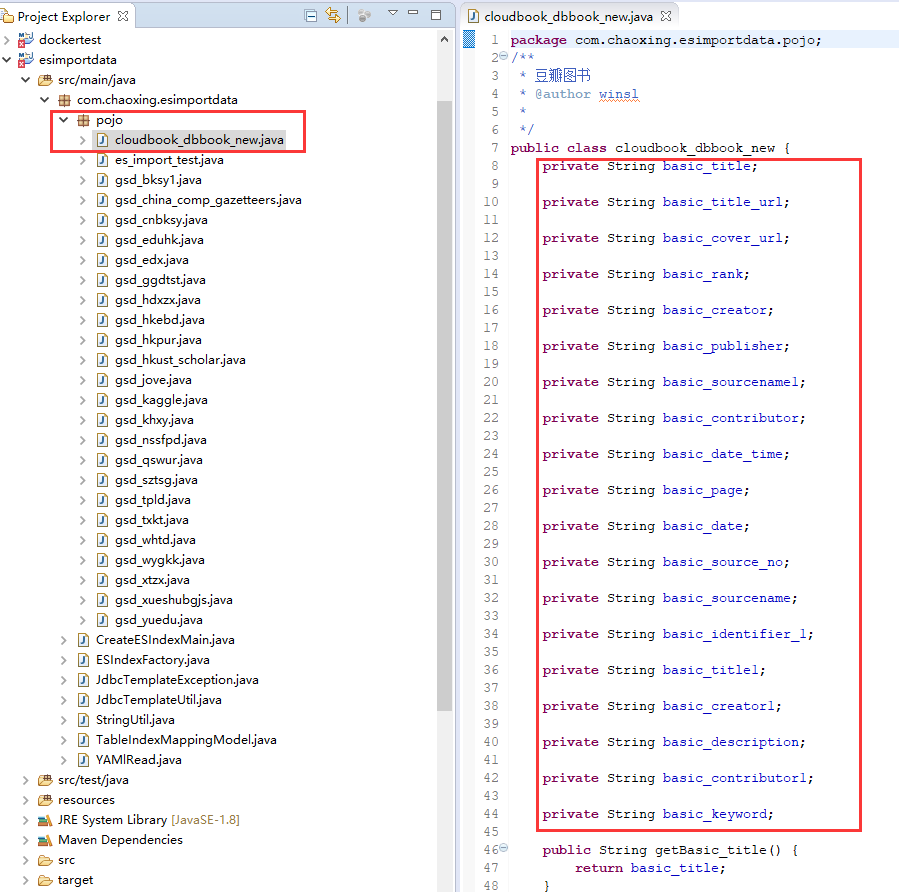 Project Explorer
dockertest
esimportdata
src/main/java
com.chaoxing.esimportdata
pojo
cloudbook_dbbook_new.java
es_import_test.java
gsd_bksy1.java
gsd_china_comp_gazetteers.java
gsd_cnbksy.java
gsd_eduhk.java
gsd_edx.java
gsd_ggdtst.java
gsd_hdxzx.java
gsd_hkebd.java
gsd_hkpur.java
gsd_hkust_scholar.java
gsd_jove.java
gsd_kaggle.java
gsd_khxy.java
gsd_nssfpd.java
gsd_qswur.java
gsd_sztsg.java
gsd_tpld.java
gsd_txkt.java
gsd_whtd.java
gsd_wygkk.java
gsd_xtzx.java
gsd_xueshubgjs.java
gsd_yuedu.java
CreateESIndexMain.java
ESIndexFactory.java
JdbcTemplateException.java
JdbcTemplateUtil.java
StringUtil.java
TableIndexMappingModel.java
YAMlRead.java
src/test/java
resources
JRE System Library [JavaSE-1.8]
Maven Dependencies
src
target
cloudbook_dbbook_new.java
1 package com.chaoxing.esimportdata.pojo;
2 /**
3 * 豆瓣图书
4 * @author winsl
5 *
6 */
7 public class cloudbook_dbbook_new {
8 private String basic_title;
9
10 private String basic_title_url;
11
12 private String basic_cover_url;
13
14 private String basic_rank;
15
16 private String basic_creator;
17
18 private String basic_publisher;
19
20 private String basic_sourcename1;
21
22 private String basic_contributor;
23
24 private String basic_date_time;
25
26 private String basic_page;
27
28 private String basic_date;
29
30 private String basic_source_no;
31
32 private String basic_sourcename;
33
34 private String basic_identifier_1;
35
36 private String basic_title1;
37
38 private String basic_creator1;
39
40 private String basic_description;
41
42 private String basic_contributor1;
43
44 private String basic_keyword;
45
46 public String getBasic_title() {
47 return basic_title;
48 }